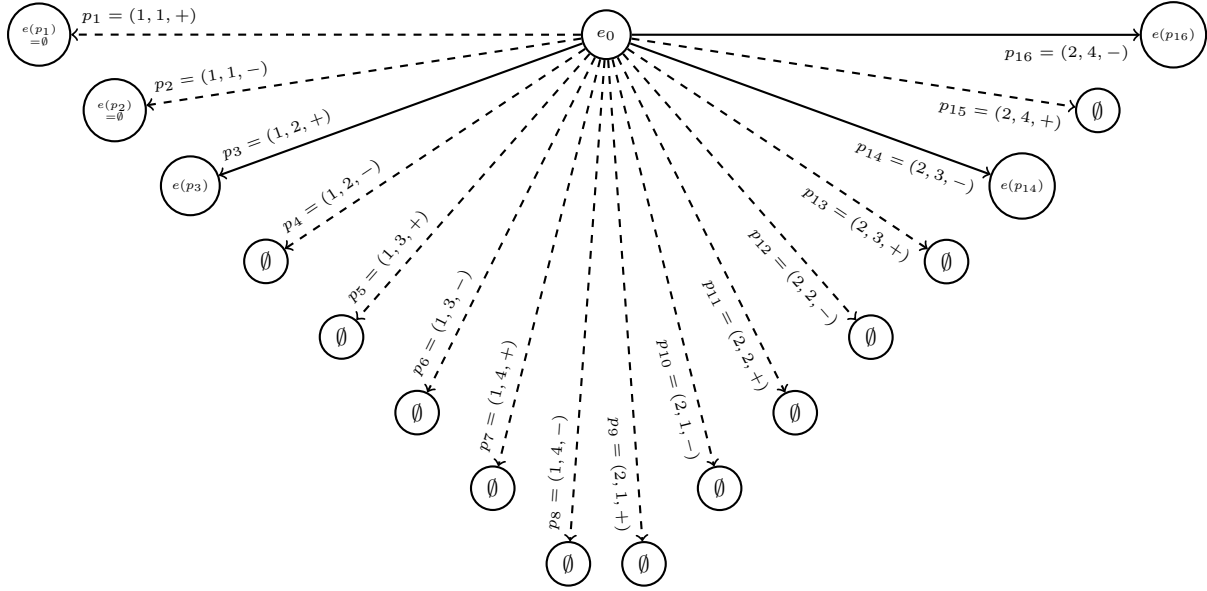 e(p₁)
=∅
p₁ = (1, 1, +)
e₀
p₁₆ = (2, 4, −)
e(p₁₆)
e(p₂)
=∅
p₂ = (1, 1, −)
p₁₅ = (2, 4, +)
∅
e(p₃)
p₃ = (1, 2, +)
p₁₄ = (2, 3, −)
e(p₁₄)
∅
p₄ = (1, 2, −)
p₁₃ = (2, 3, +)
∅
∅
p₅ = (1, 3, +)
p₁₂ = (2, 2, −)
∅
∅
p₆ = (1, 3, −)
p₁₁ = (2, 2, +)
∅
∅
p₇ = (1, 4, +)
p₁₀ = (2, 1, −)
∅
∅
p₈ = (1, 4, −)
p₉ = (2, 1, +)
∅